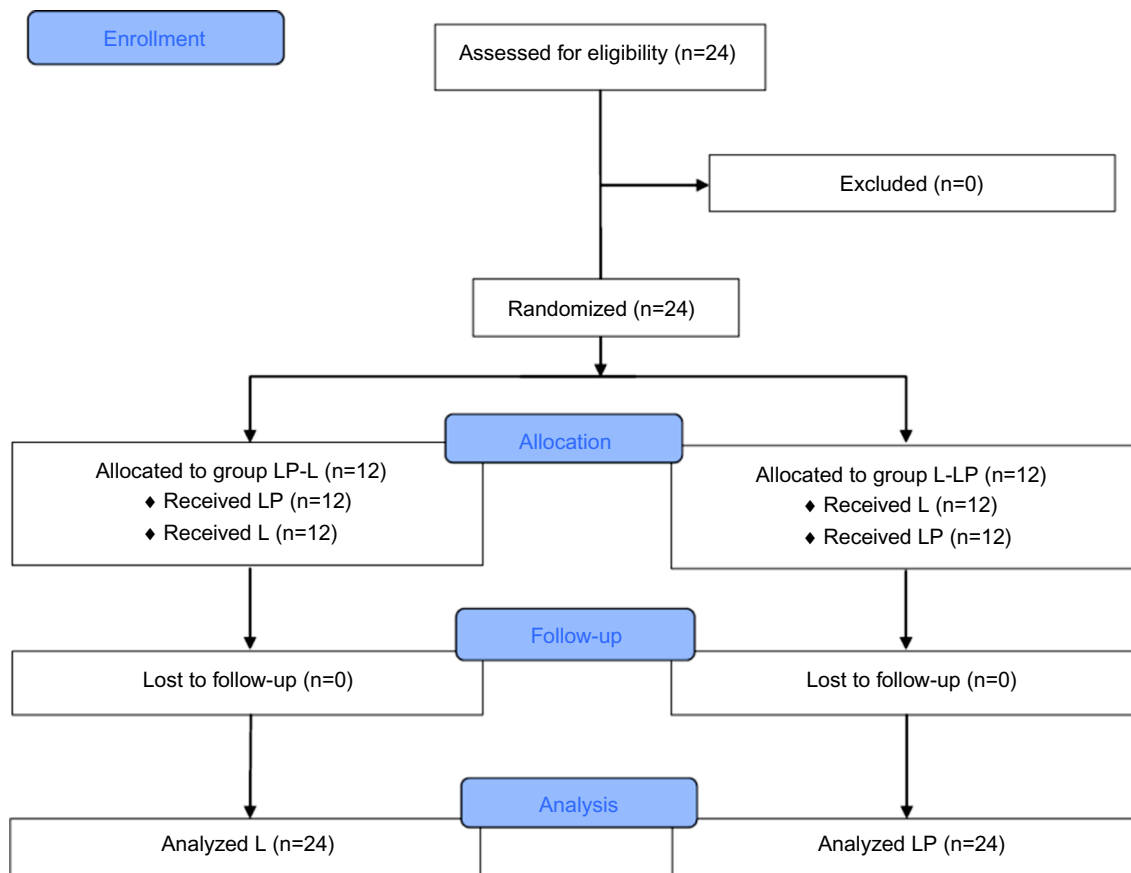 Enrollment
Assessed for eligibility (n=24)
Excluded (n=0)
Randomized (n=24)
Allocation
Allocated to group LP-L (n=12)
♦ Received LP (n=12)
♦ Received L (n=12)
Allocated to group L-LP (n=12)
♦ Received L (n=12)
♦ Received LP (n=12)
Follow-up
Lost to follow-up (n=0)
Lost to follow-up (n=0)
Analysis
Analyzed L (n=24)
Analyzed LP (n=24)